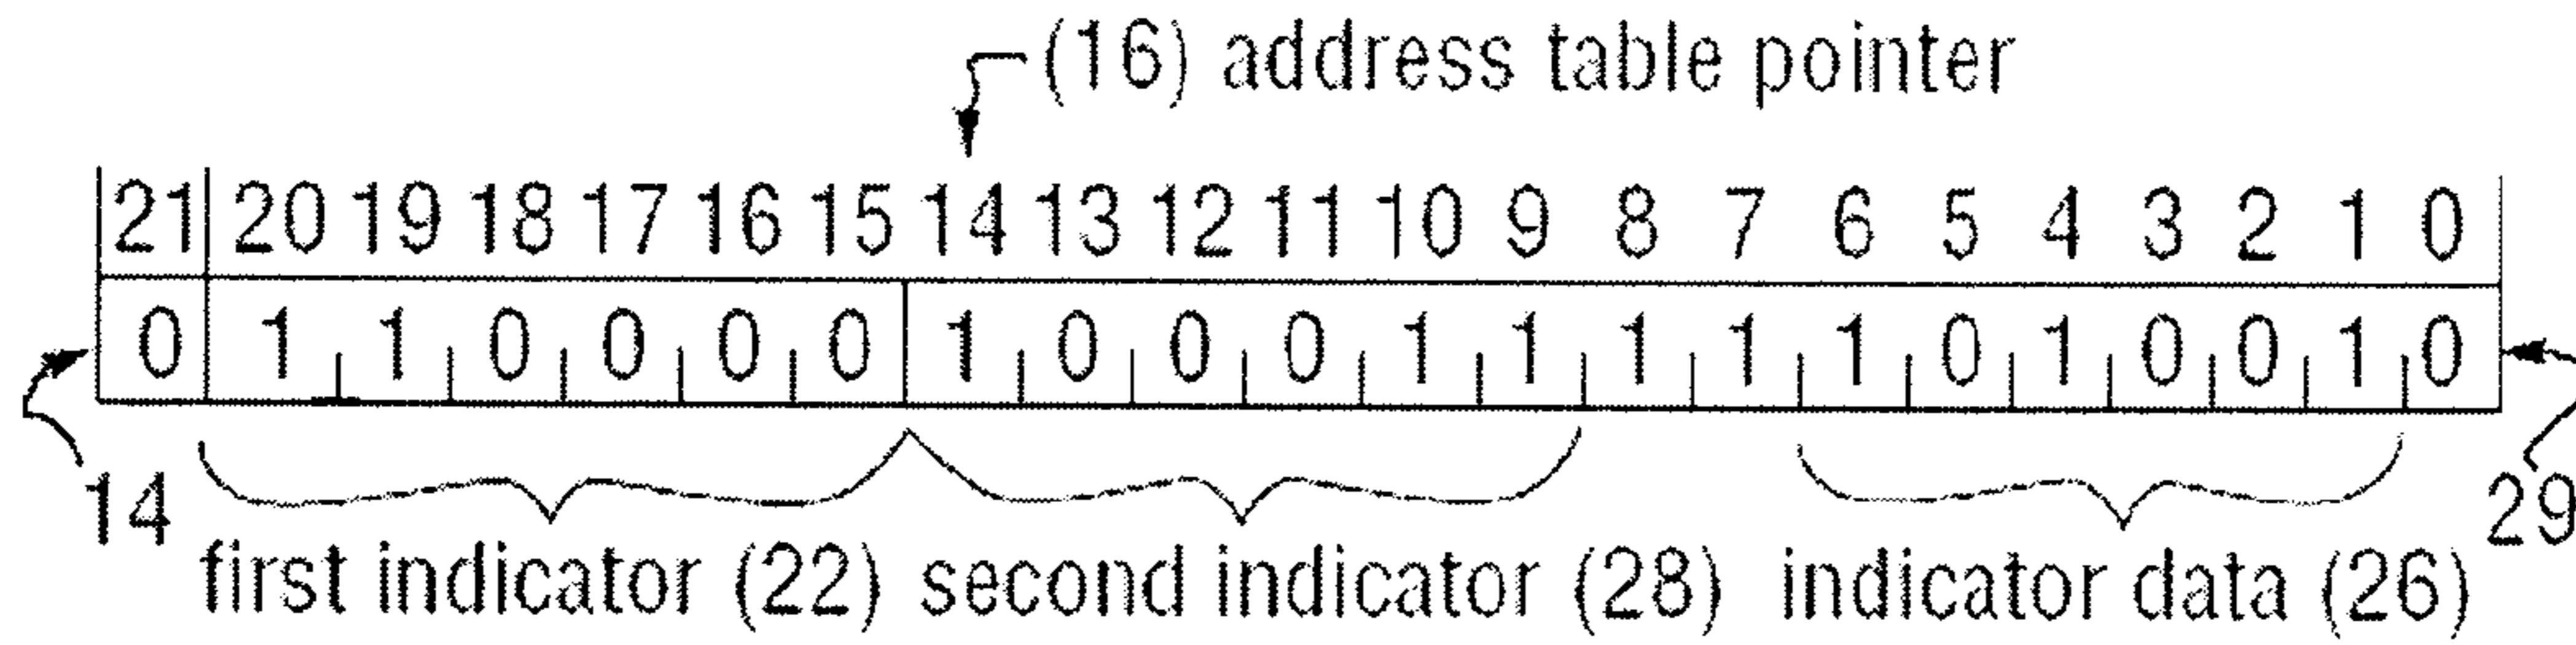 (16) address table pointer
21 20 19 18 17 16 15 14 13 12 11 10 9 8 7 6 5 4 3 2 1 0
0 1 1 0 0 0 0 1 0 0 0 1 1 1 1 1 0 1 0 0 1 0
14 29
first indicator (22) second indicator (28) indicator data (26)